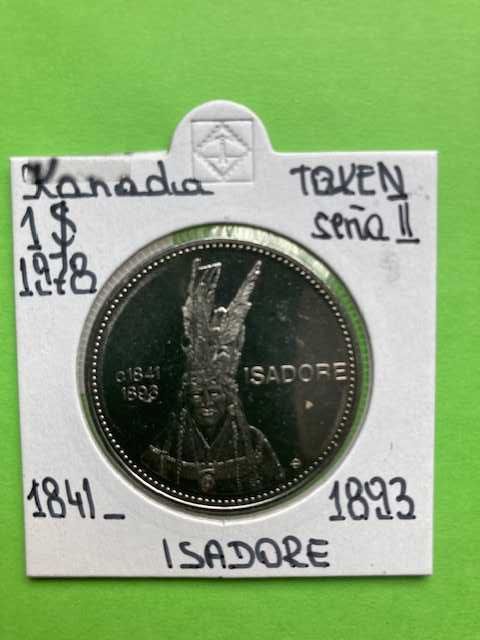 Kanada
TOKEN
1$
seria II
1978
c1841
1893
ISADORE
1841_
1893
ISADORE